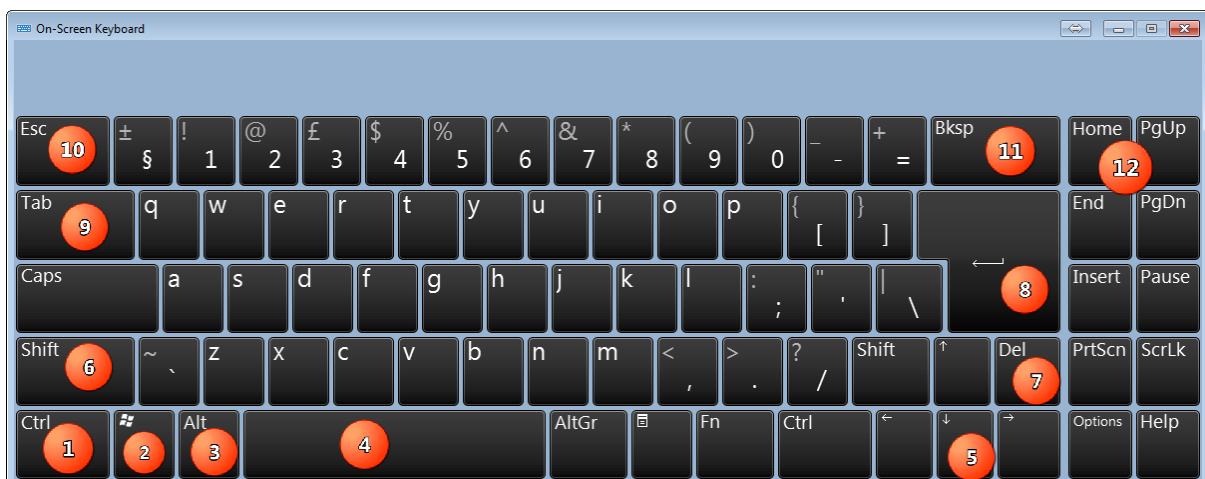 On-Screen Keyboard
Esc 10 ± § ! 1 @ 2 £ 3 $ 4 % 5 ^ 6 & 7 * 8 ( 9 ) 0 _ - + = Bksp 11 Home PgUp
12
Tab 9 q w e r t y u i o p { [ } ] End PgDn
Caps a s d f g h j k l : ; " ' | \ 8 Insert Pause
Shift 6 ~ ` z x c v b n m < , > . ? / Shift ↑ Del 7 PrtScn ScrLk
Ctrl 1 2 Alt 3 4 AltGr Fn Ctrl ← ↓ 5 → Options Help